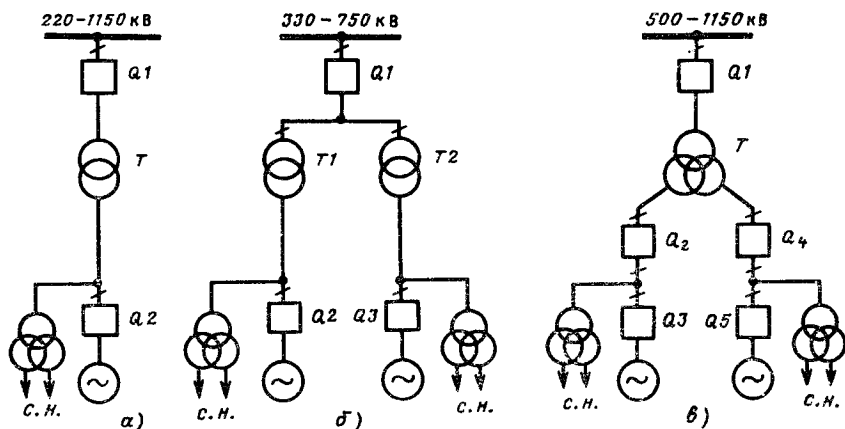 220-1150 кВ
330-750 кВ
500-1150 кВ
Q1
Q1
Q1
T
T1
T2
T
Q2
Q4
Q2
Q2
Q3
Q3
Q5
с.н.
с.н.
с.н.
с.н.
с.н.
а)
б)
в)